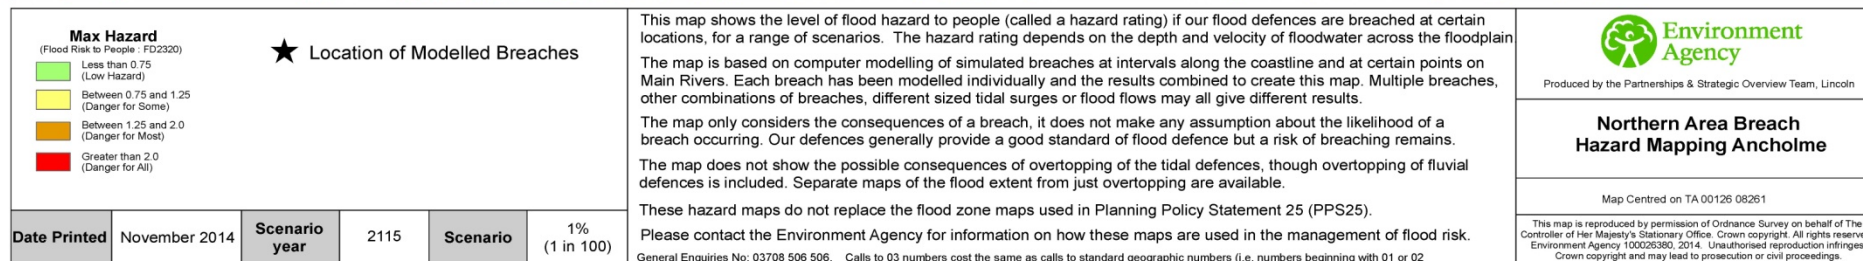 Max Hazard
(Flood Risk to People : FD2320)
Less than 0.75
(Low Hazard)
Between 0.75 and 1.25
(Danger for Some)
Between 1.25 and 2.0
(Danger for Most)
Greater than 2.0
(Danger for All)
Location of Modelled Breaches
Date Printed
November 2014
Scenario
year
2115
Scenario
1%
(1 in 100)
This map shows the level of flood hazard to people (called a hazard rating) if our flood defences are breached at certain
locations, for a range of scenarios. The hazard rating depends on the depth and velocity of floodwater across the floodplain.
The map is based on computer modelling of simulated breaches at intervals along the coastline and at certain points on
Main Rivers. Each breach has been modelled individually and the results combined to create this map. Multiple breaches,
other combinations of breaches, different sized tidal surges or flood flows may all give different results.
The map only considers the consequences of a breach, it does not make any assumption about the likelihood of a
breach occurring. Our defences generally provide a good standard of flood defence but a risk of breaching remains.
The map does not show the possible consequences of overtopping of the tidal defences, though overtopping of fluvial
defences is included. Separate maps of the flood extent from just overtopping are available.
These hazard maps do not replace the flood zone maps used in Planning Policy Statement 25 (PPS25).
Please contact the Environment Agency for information on how these maps are used in the management of flood risk.
General Enquiries No: 03708 506 506. Calls to 03 numbers cost the same as calls to standard geographic numbers (i.e. numbers beginning with 01 or 02
Environment
Agency
Produced by the Partnerships & Strategic Overview Team, Lincoln
Northern Area Breach
Hazard Mapping Ancholme
Map Centred on TA 00126 08261
This map is reproduced by permission of Ordnance Survey on behalf of The
Controller of Her Majesty's Stationary Office. Crown copyright. All rights reserve
Environment Agency 100026380, 2014. Unauthorised reproduction infringes
Crown copyright and may lead to prosecution or civil proceedings.